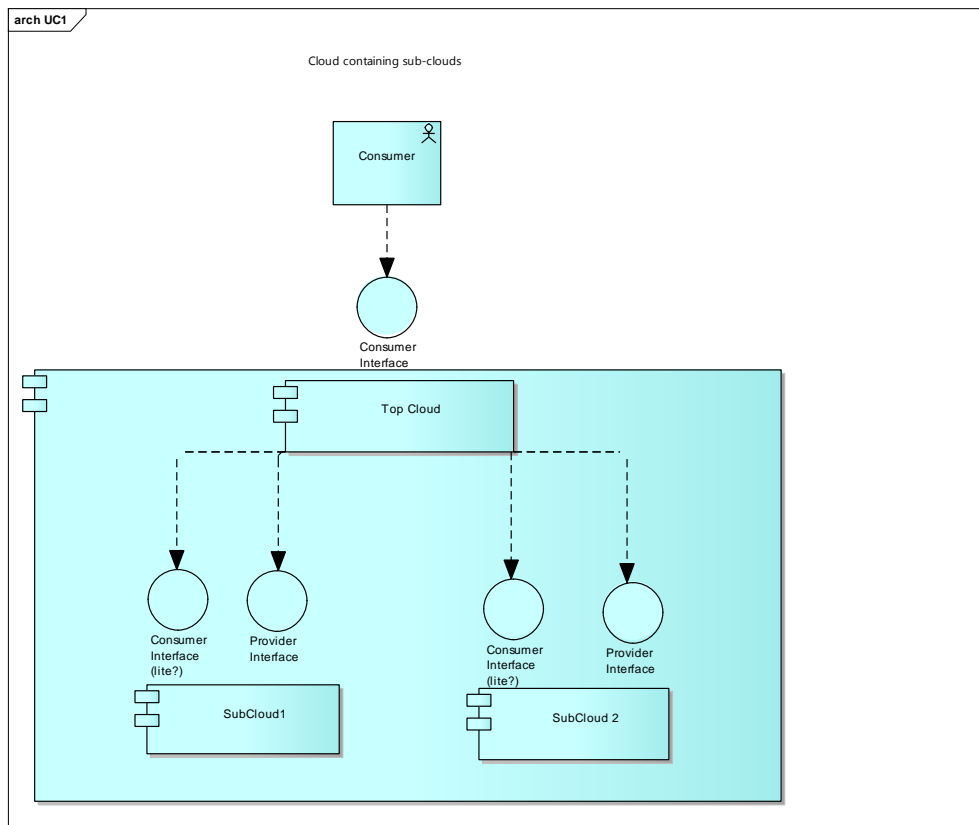 arch UC1
Cloud containing sub-clouds
Consumer
Consumer
Interface
Top Cloud
Consumer
Interface
(lite?)
Provider
Interface
Consumer
Interface
(lite?)
Provider
Interface
SubCloud1
SubCloud 2